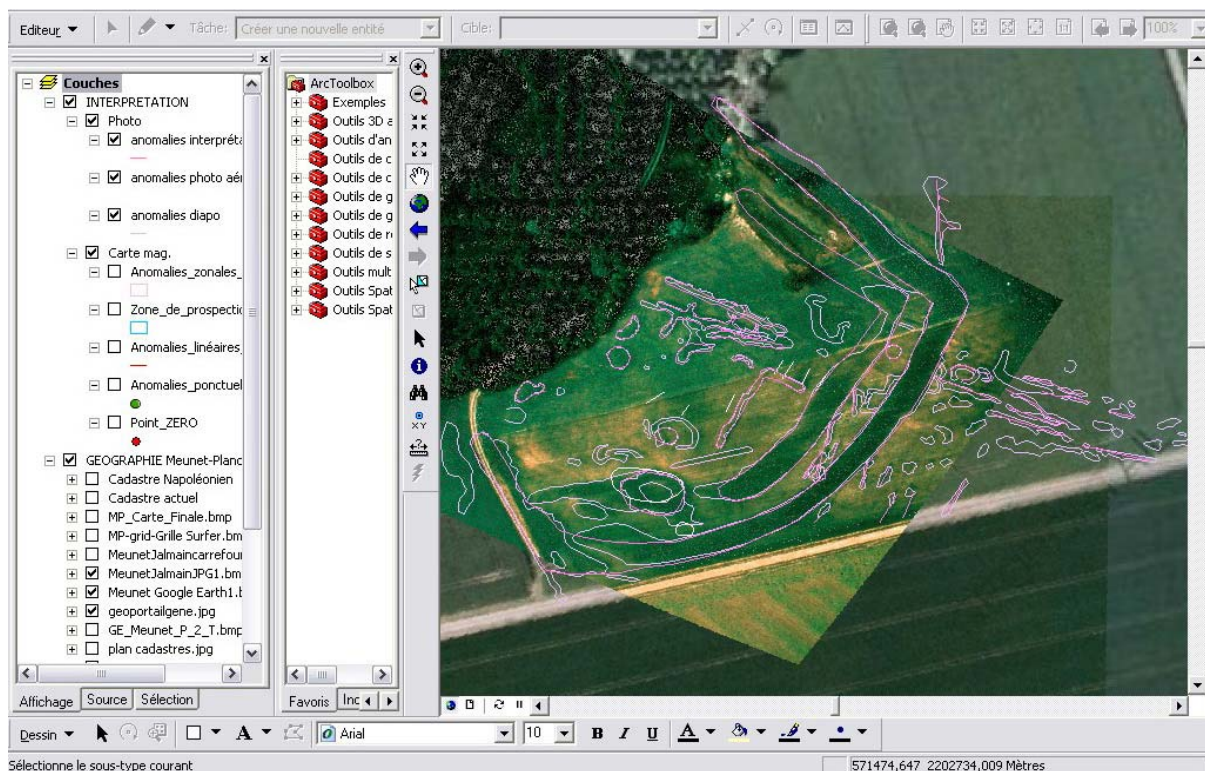 Editeur Tâche: Créer une nouvelle entité Cible: 100%
Couches
INTERPRETATION
Photo
anomalies interpréta
anomalies photo aér
anomalies diapo
Carte mag.
Anomalies_zonales_
Zone_de_prospectic
Anomalies_linéaires_
Anomalies_ponctuel
Point_ZERO
GEOGRAPHIE Meunet-Planc
Cadastre Napoléonien
Cadastre actuel
MP_Carte_Finale.bmp
MP-grid-Grille Surfer.bm
MeunetJalmaincarrefour
MeunetJalmainJPG1.bm
Meunet Google Earth1.b
geoportailgene.jpg
GE_Meunet_P_2_T.bmp
plan cadastres.jpg
Affichage Source Sélection
ArcToolbox
Exemples
Outils 3D a
Outils d'an
Outils de c
Outils de c
Outils de g
Outils de g
Outils de re
Outils de s
Outils mult
Outils Spat
Outils Spat
Favoris Inc
XY
Dessin A Arial 10 B I U A
Sélectionne le sous-type courant 571474,647 2202734,009 Mètres